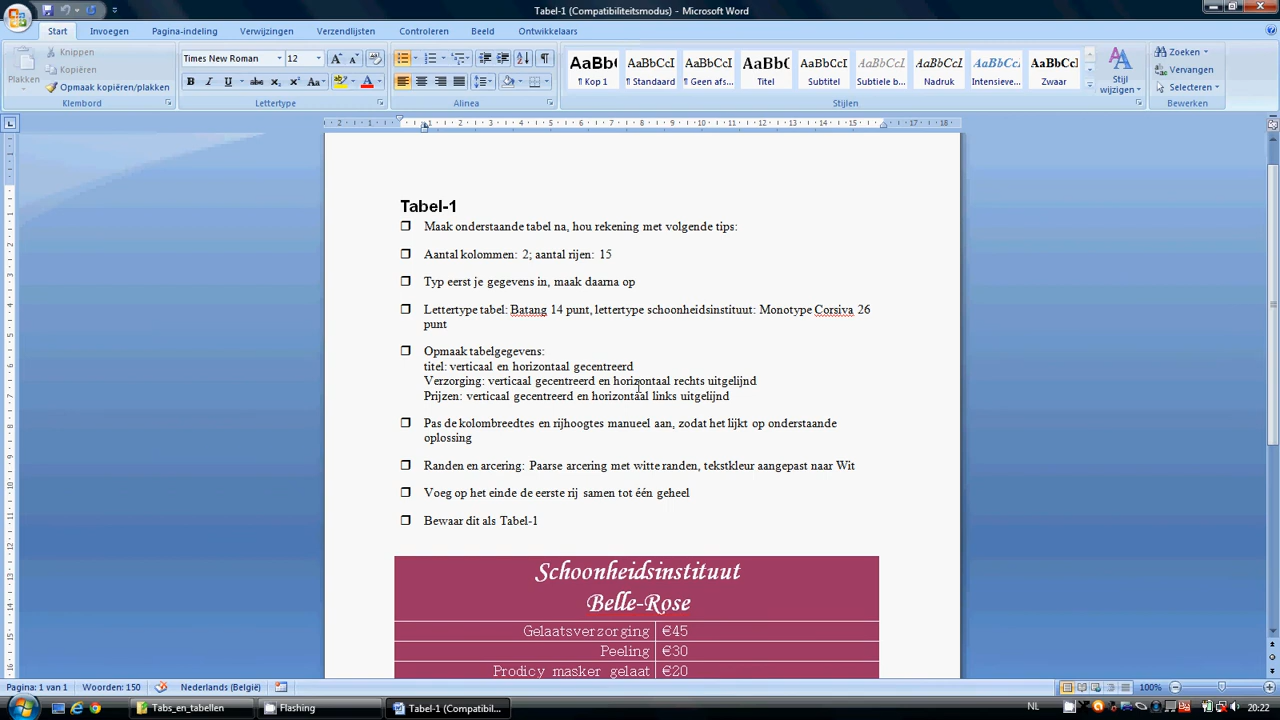 Tabel-1 (Compatibiliteitsmodus) - Microsoft Word
Start Invoegen Pagina-indeling Verwijzingen Verzendlijsten Controleren Beeld Ontwikkelaars
Plakken
Knippen
Kopiëren
Opmaak kopiëren/plakken
Klembord
Times New Roman 12
Lettertype
Alinea
AaBb( AaBbCcI AaBbCcI AaBb( AaBbCcI AaBbCcI AaBbCcI AaBbCcI AaBbCc
¶ Kop 1 ¶ Standaard ¶ Geen afs... Titel Subtitel Subtiele b... Nadruk Intensieve... Zwaar
Stijlen
Stijl wijzigen
Zoeken
Vervangen
Selecteren
Bewerken
Tabel-1
Maak onderstaande tabel na, hou rekening met volgende tips:
Aantal kolommen: 2; aantal rijen: 15
Typ eerst je gegevens in, maak daarna op
Lettertype tabel: Batang 14 punt, lettertype schoonheidsinstituut: Monotype Corsiva 26
punt
Opmaak tabelgegevens:
titel: verticaal en horizontaal gecentreerd
Verzorging: verticaal gecentreerd en horizontaal rechts uitgelijnd
Prijzen: verticaal gecentreerd en horizontaal links uitgelijnd
Pas de kolombreedtes en rijhoogtes manueel aan, zodat het lijkt op onderstaande
oplossing
Randen en arcering: Paarse arcering met witte randen, tekstkleur aangepast naar Wit
Voeg op het einde de eerste rij samen tot één geheel
Bewaar dit als Tabel-1
Schoonheidsinstituut
Belle-Rose
Gelaatsverzorging €45
Peeling €30
Prodicy masker gelaat €20
Pagina: 1 van 1 Woorden: 150 Nederlands (België) 100%
Tabs_en_tabellen Flashing Tabel-1 (Compatibil... NL 20:22